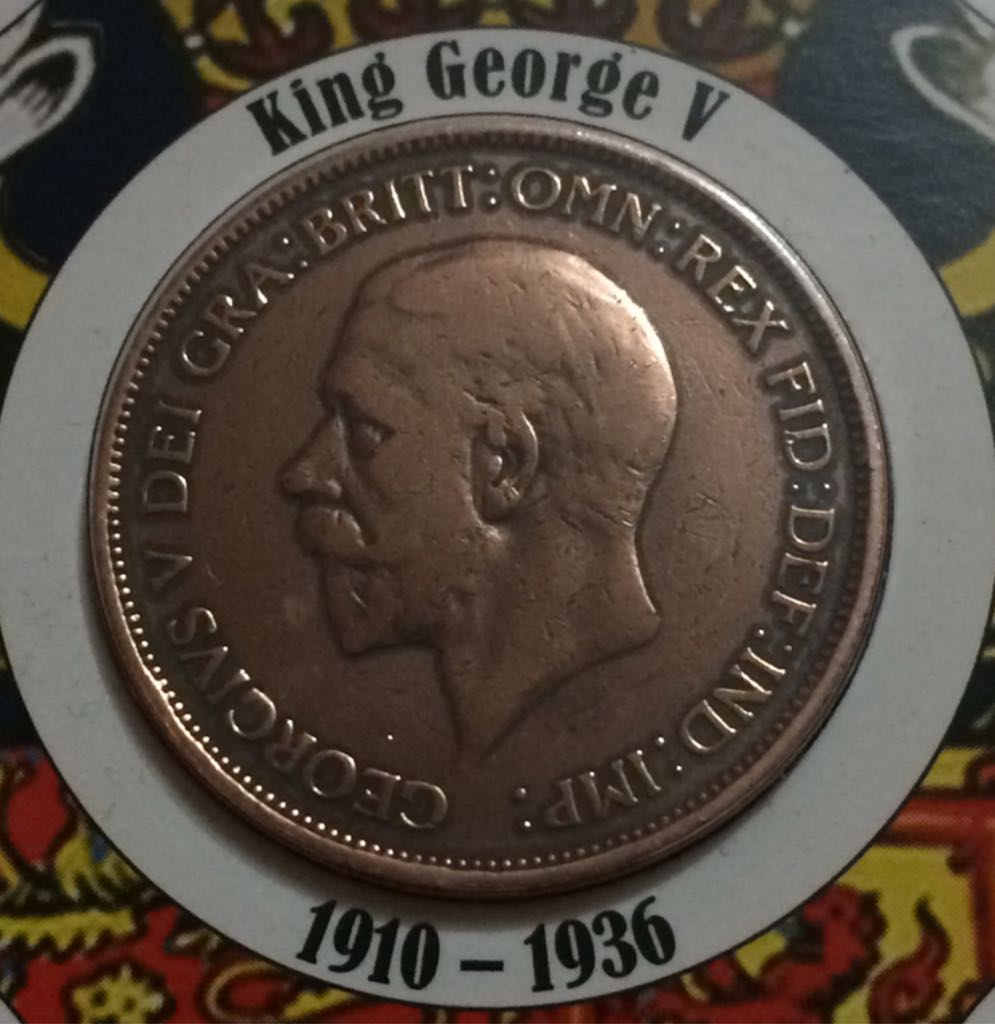 King George V
GEORGIVS V DEI GRA: BRITT: OMN: REX FID: DEF: IND: IMP:
1910 – 1936